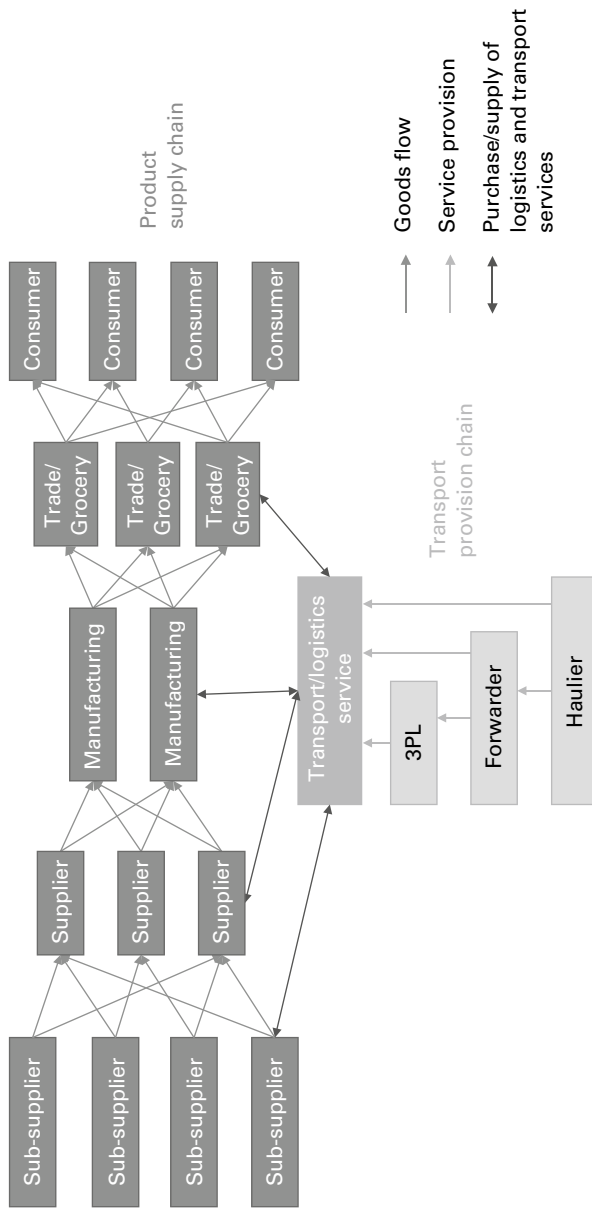 Sub-supplier
Sub-supplier
Sub-supplier
Sub-supplier
Supplier
Supplier
Supplier
Manufacturing
Manufacturing
Trade/
Grocery
Trade/
Grocery
Trade/
Grocery
Consumer
Consumer
Consumer
Consumer
Product
supply chain
Transport/logistics
service
3PL
Forwarder
Haulier
Transport
provision chain
Goods flow
Service provision
Purchase/supply of
logistics and transport
services